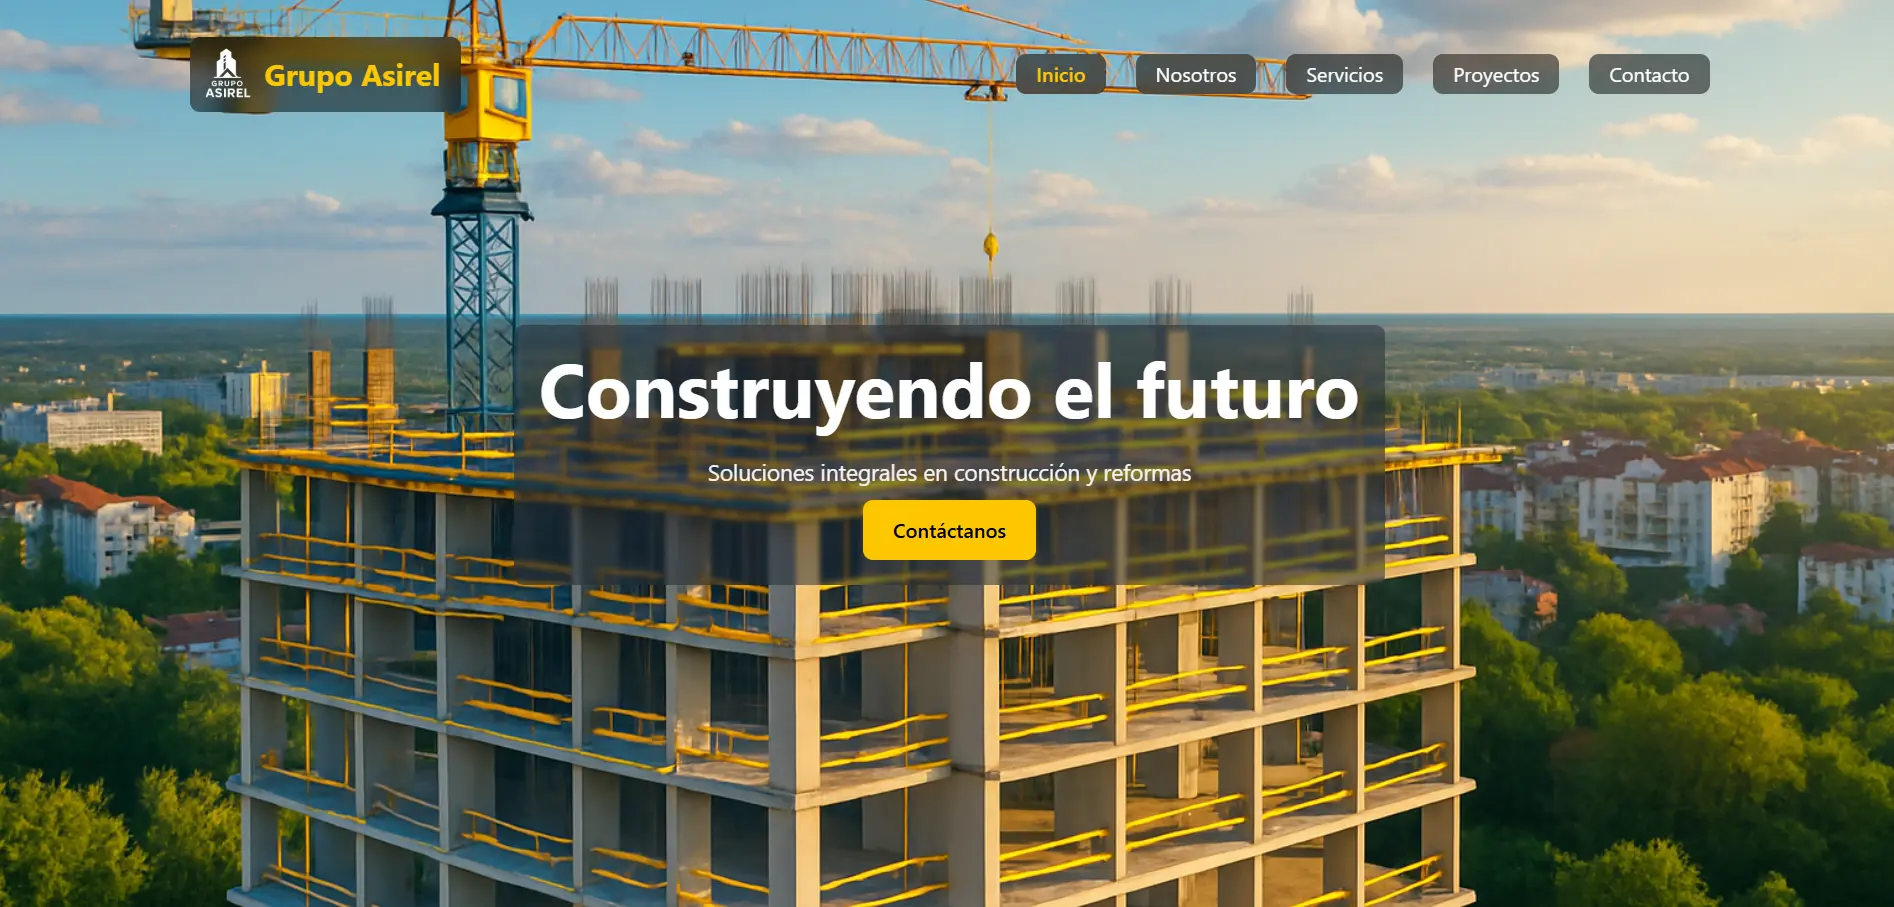 GRUPO
ASIREL
Grupo Asirel
Inicio
Nosotros
Servicios
Proyectos
Contacto
Construyendo el futuro
Soluciones integrales en construcción y reformas
Contáctanos